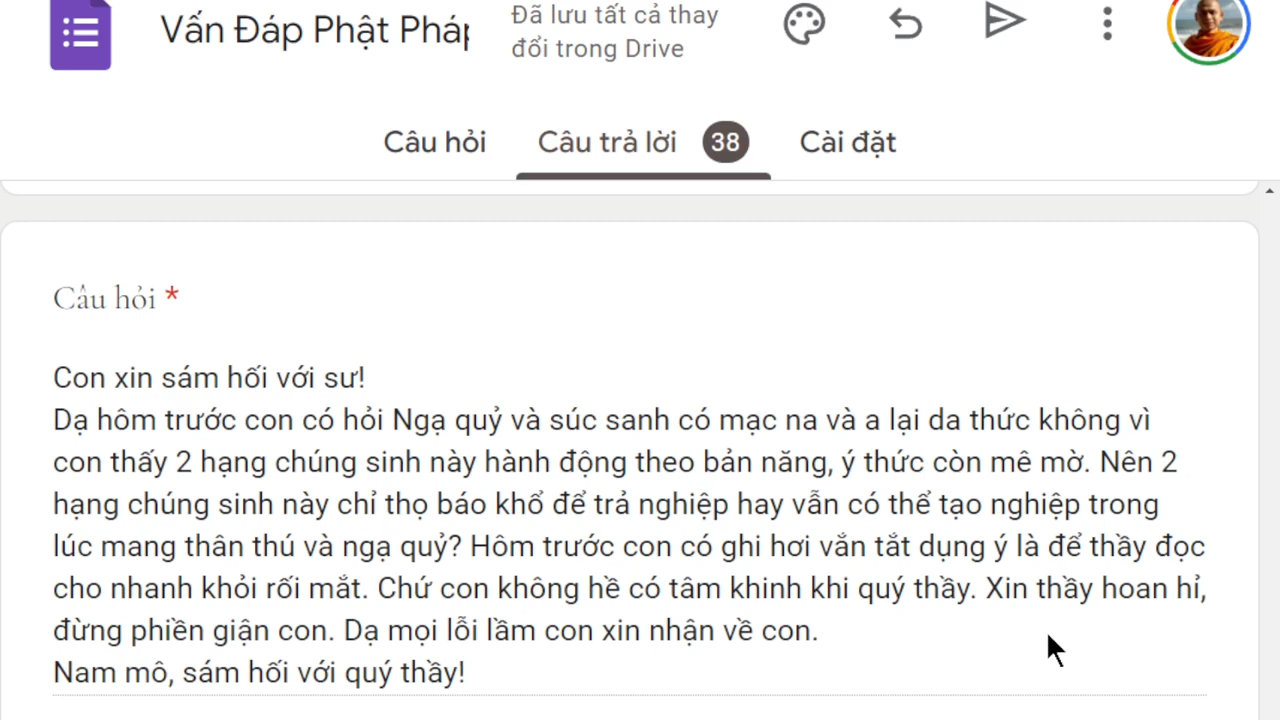 Vấn Đáp Phật Pháp
Đã lưu tất cả thay
đổi trong Drive
Câu hỏi
Câu trả lời 38
Cài đặt
Câu hỏi *
Con xin sám hối với sư!
Dạ hôm trước con có hỏi Ngạ quỷ và súc sanh có mạc na và a lại da thức không vì
con thấy 2 hạng chúng sinh này hành động theo bản năng, ý thức còn mê mờ. Nên 2
hạng chúng sinh này chỉ thọ báo khổ để trả nghiệp hay vẫn có thể tạo nghiệp trong
lúc mang thân thú và ngạ quỷ? Hôm trước con có ghi hơi vắn tắt dụng ý là để thầy đọc
cho nhanh khỏi rối mắt. Chứ con không hề có tâm khinh khi quý thầy. Xin thầy hoan hỉ,
đừng phiền giận con. Dạ mọi lỗi lầm con xin nhận về con.
Nam mô, sám hối với quý thầy!